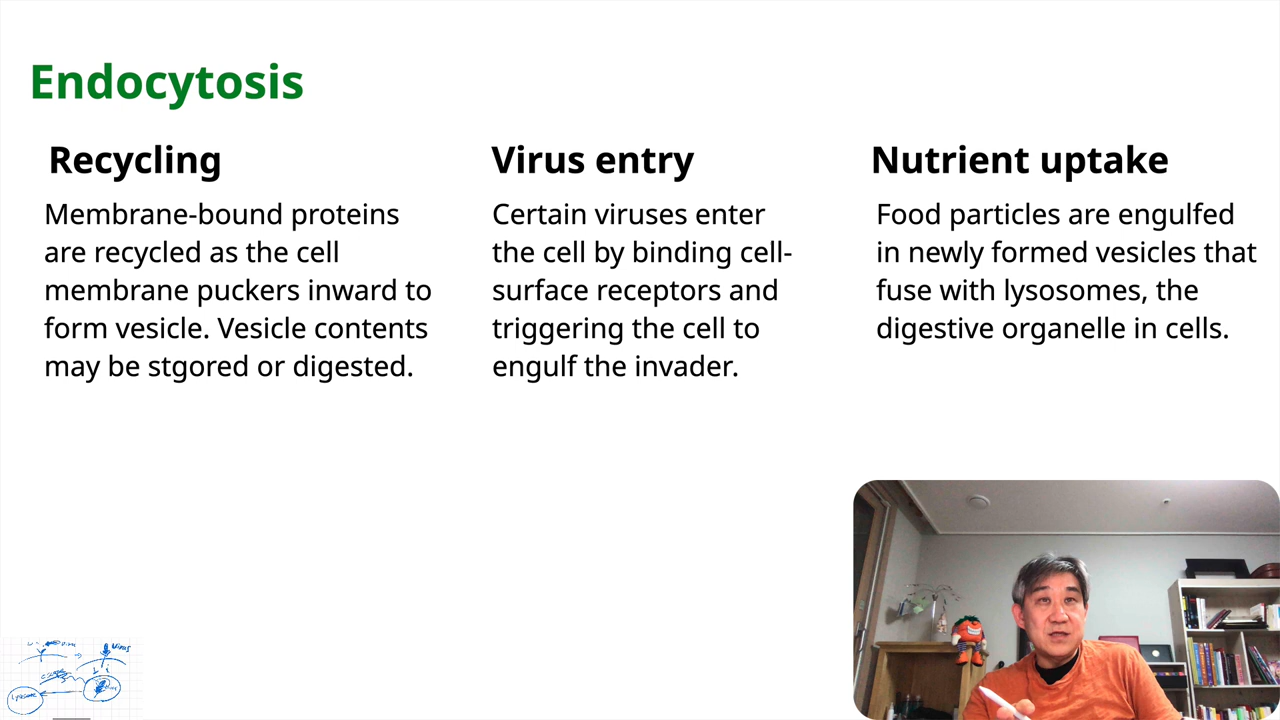 Endocytosis
Recycling
Membrane-bound proteins
are recycled as the cell
membrane puckers inward to
form vesicle. Vesicle contents
may be stgored or digested.
Virus entry
Certain viruses enter
the cell by binding cell-
surface receptors and
triggering the cell to
engulf the invader.
Nutrient uptake
Food particles are engulfed
in newly formed vesicles that
fuse with lysosomes, the
digestive organelle in cells.
Virus